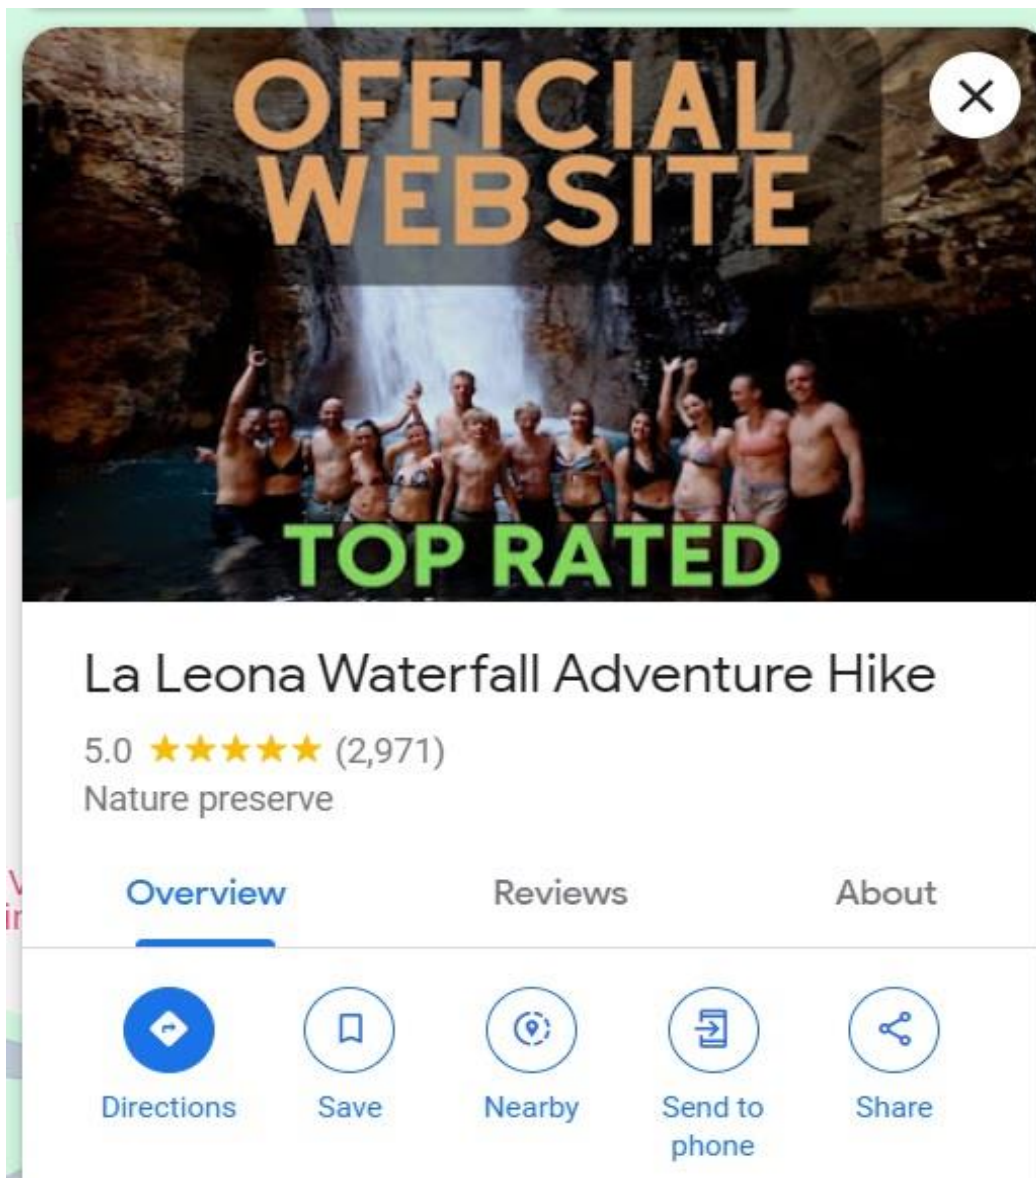 OFFICIAL
WEBSITE
TOP RATED
La Leona Waterfall Adventure Hike
5.0 ★★★★★ (2,971)
Nature preserve
Overview Reviews About
Directions Save Nearby Send to phone Share